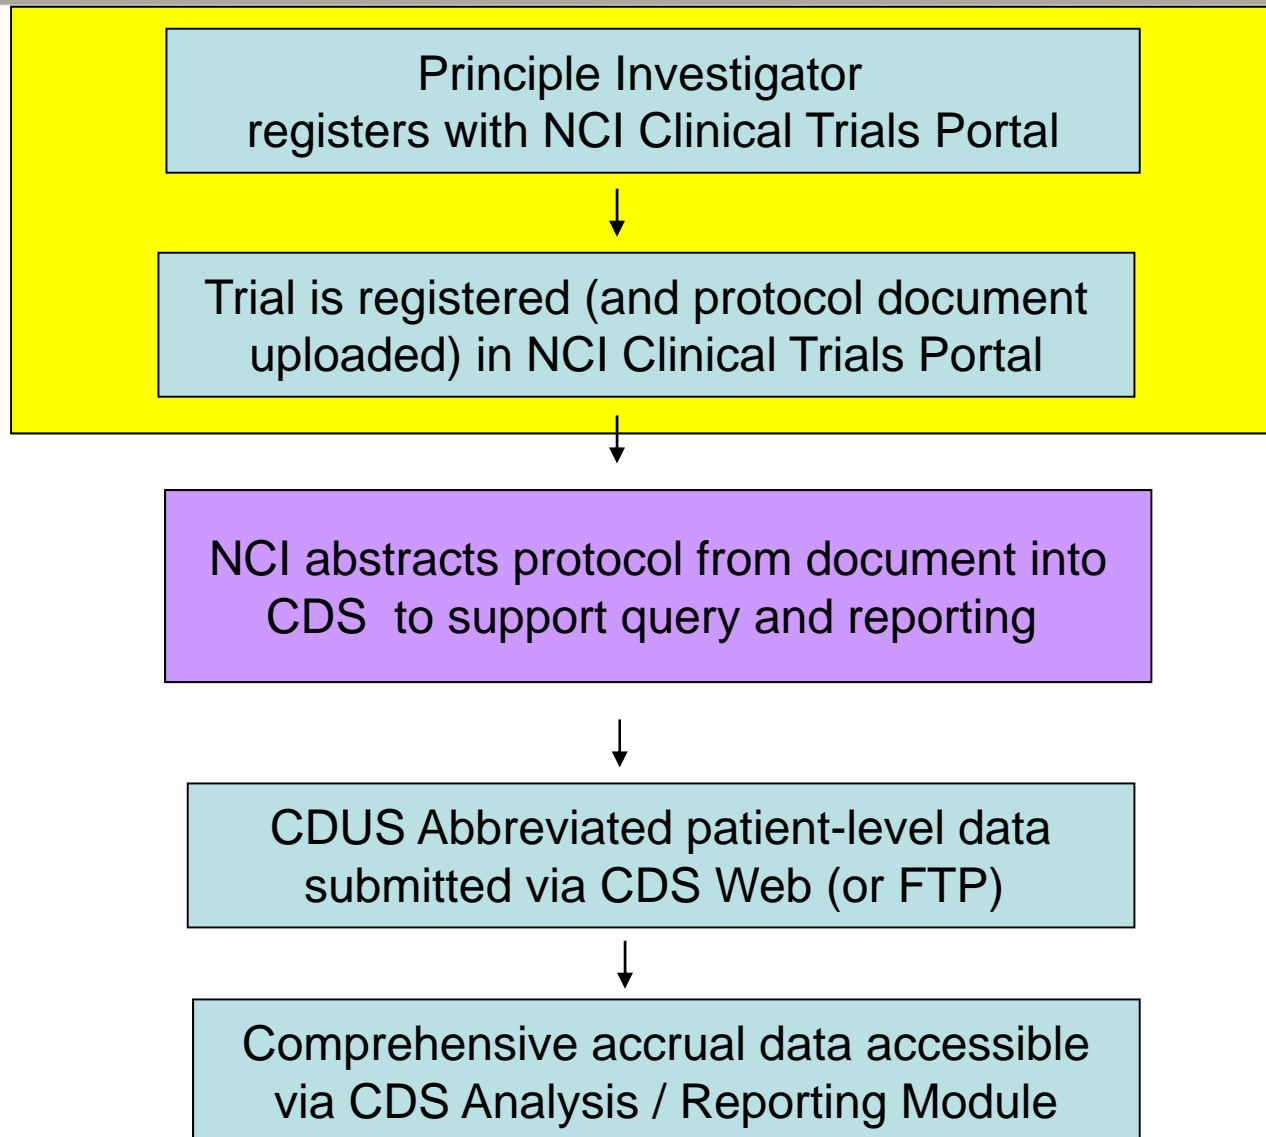 Principle Investigator
registers with NCI Clinical Trials Portal
Trial is registered (and protocol document
uploaded) in NCI Clinical Trials Portal
NCI abstracts protocol from document into
CDS  to support query and reporting
CDUS Abbreviated patient-level data
submitted via CDS Web (or FTP)
Comprehensive accrual data accessible
via CDS Analysis / Reporting Module